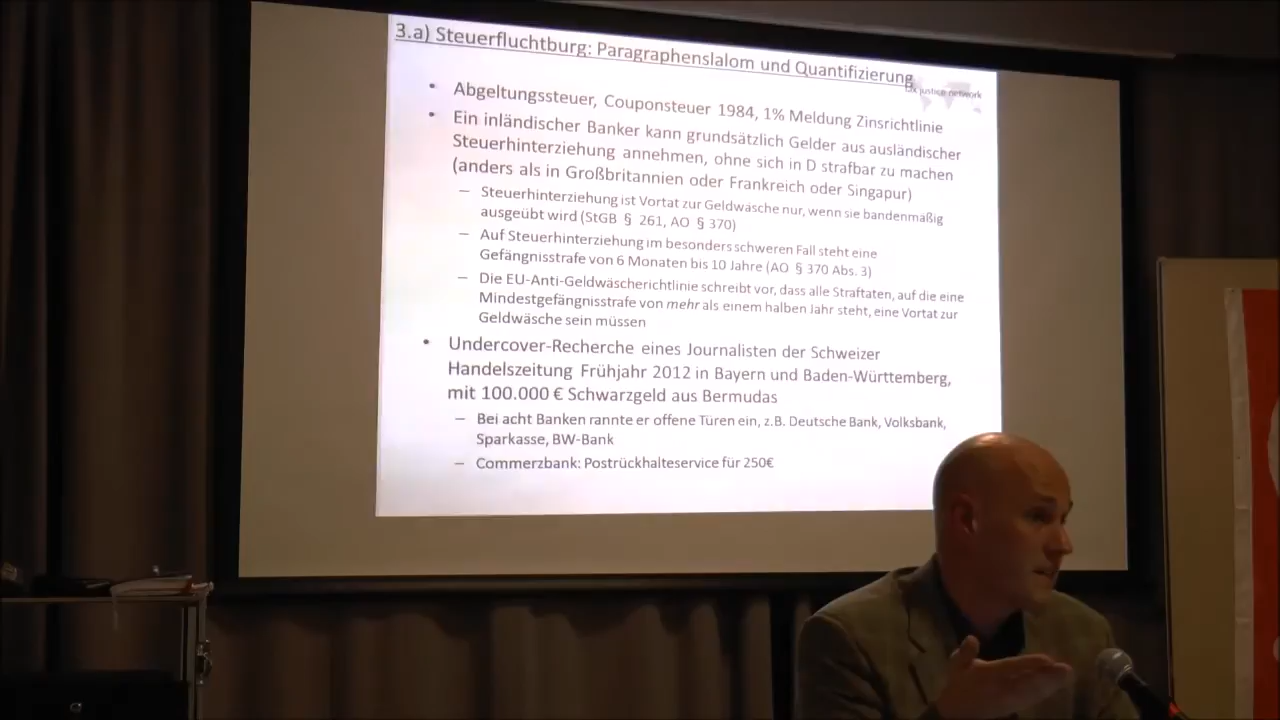 3.a) Steuerfluchtburg: Paragraphenslalom und Quantifizierung
tax justice network
• Abgeltungssteuer, Couponsteuer 1984, 1% Meldung Zinsrichtlinie
• Ein inländischer Banker kann grundsätzlich Gelder aus ausländischer
Steuerhinterziehung annehmen, ohne sich in D strafbar zu machen
(anders als in Großbritannien oder Frankreich oder Singapur)
– Steuerhinterziehung ist Vortat zur Geldwäsche nur, wenn sie bandenmäßig
ausgeübt wird (StGB § 261, AO § 370)
– Auf Steuerhinterziehung im besonders schweren Fall steht eine
Gefängnisstrafe von 6 Monaten bis 10 Jahre (AO § 370 Abs. 3)
– Die EU-Anti-Geldwäscherichtlinie schreibt vor, dass alle Straftaten, auf die eine
Mindestgefängnisstrafe von mehr als einem halben Jahr steht, eine Vortat zur
Geldwäsche sein müssen
• Undercover-Recherche eines Journalisten der Schweizer
Handelszeitung Frühjahr 2012 in Bayern und Baden-Württemberg,
mit 100.000 € Schwarzgeld aus Bermudas
– Bei acht Banken rannte er offene Türen ein, z.B. Deutsche Bank, Volksbank,
Sparkasse, BW-Bank
– Commerzbank: Postrückhalteservice für 250€